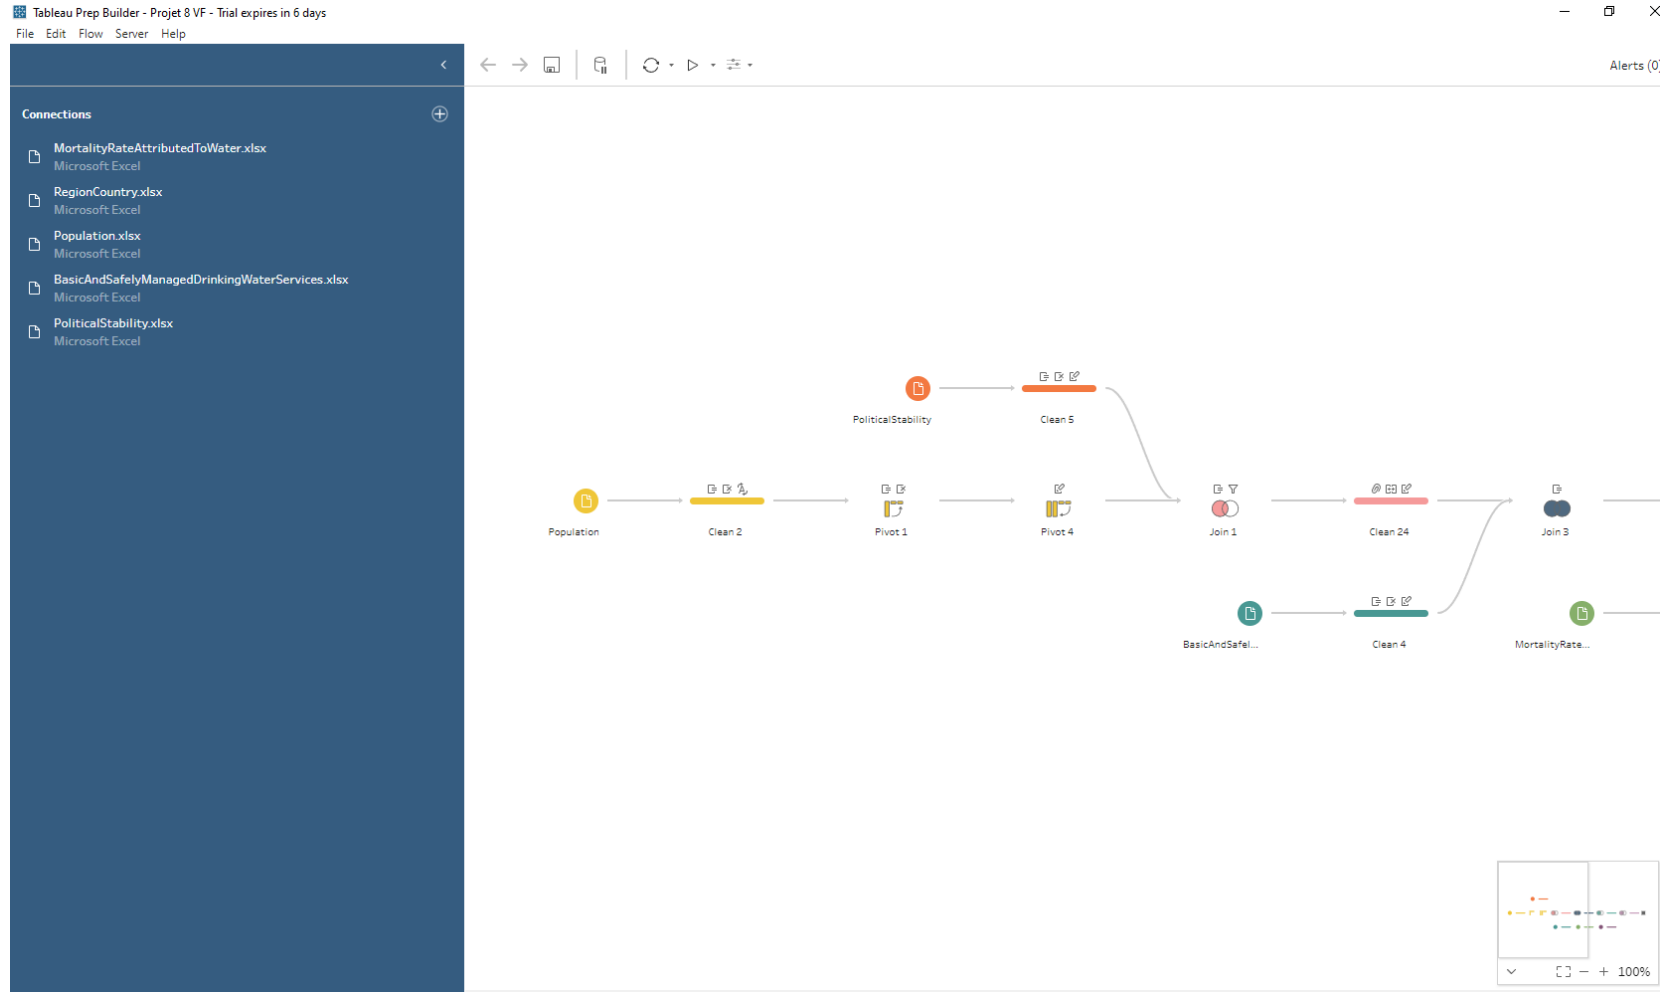 Tableau Prep Builder - Projet 8 VF - Trial expires in 6 days
File Edit Flow Server Help
Alerts (0)
Connections
MortalityRateAttributedToWater.xlsx
Microsoft Excel
RegionCountry.xlsx
Microsoft Excel
Population.xlsx
Microsoft Excel
BasicAndSafelyManagedDrinkingWaterServices.xlsx
Microsoft Excel
PoliticalStability.xlsx
Microsoft Excel
PoliticalStability Clean 5
Population Clean 2 Pivot 1 Pivot 4 Join 1 Clean 24 Join 3
BasicAndSafel... Clean 4 MortalityRate...
100%